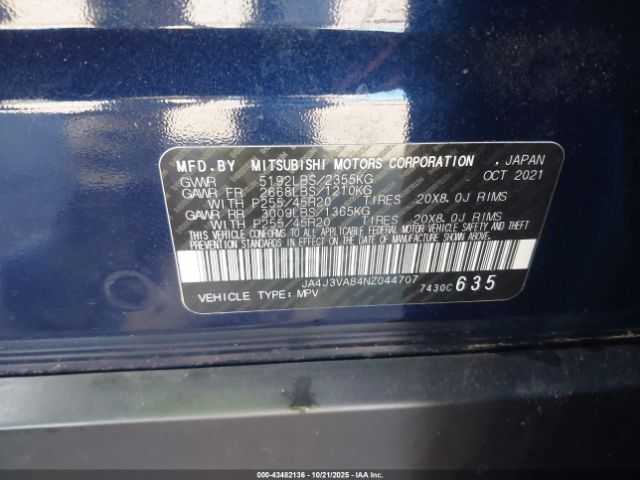 MFD.BY MITSUBISHI MOTORS CORPORATION , JAPAN
GVWR 5192LBS/2355KG OCT 2021
GAWR FR 2668LBS/1210KG
WITH P255/45R20 TIRES 20X8.0J RIMS
GAWR RR 3009LBS/1365KG
WITH P255/45R20 TIRES 20X8.0J RIMS
THIS VEHICLE CONFORMS TO ALL APPLICABLE FEDERAL MOTOR VEHICLE SAFETY AND THEFT
PREVENTION STANDARDS IN EFFECT ON THE DATE OF MANUFACTURE SHOWN ABOVE.
JA4J3VA84NZ044707
VEHICLE TYPE: MPV 7430C 635
000-43482136 - 10/21/2025 - IAAI.COM